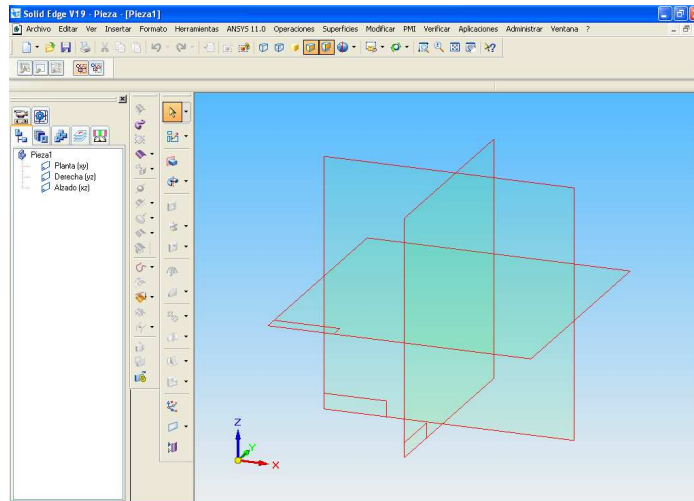 Solid Edge V19 - Pieza - [Pieza1]
Archivo Editar Ver Insertar Formato Herramientas ANSYS 11.0 Operaciones Superficies Modificar PMI Verificar Aplicaciones Administrar Ventana ?
Pieza1
Planta (xy)
Derecha (yz)
Alzado (xz)
Z
Y
X